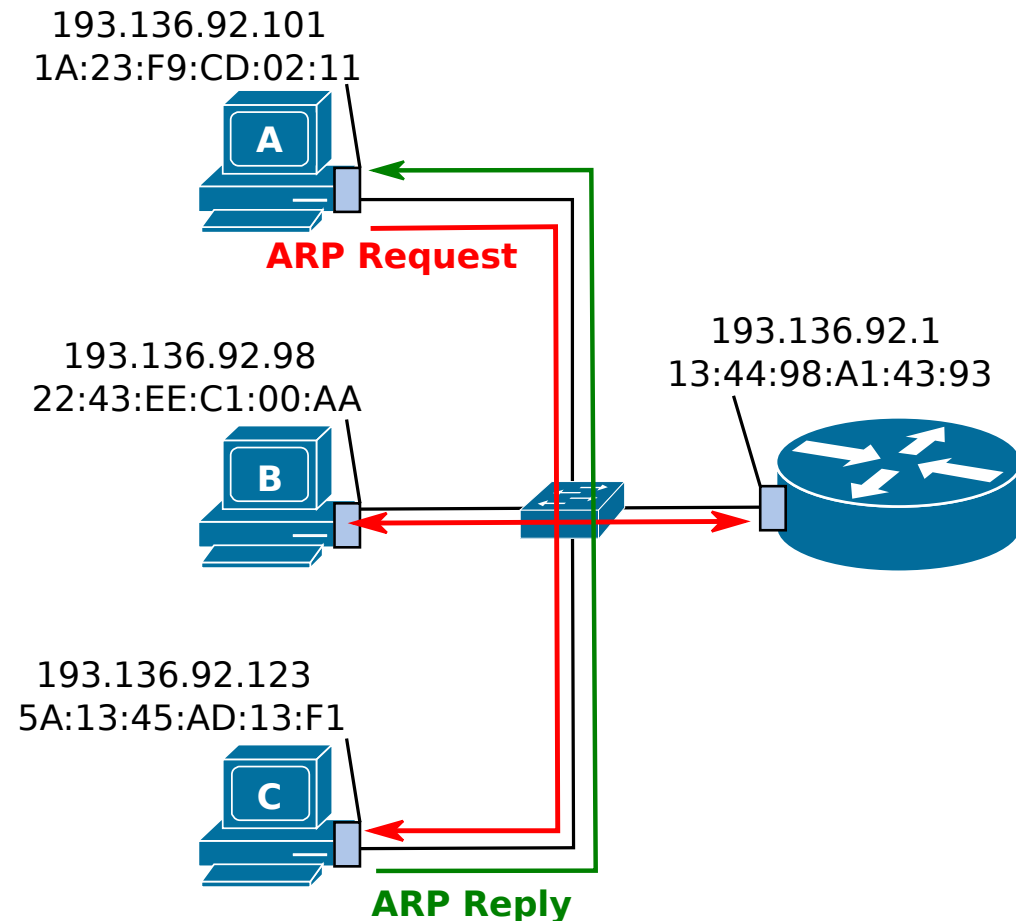 193.136.92.101
1A:23:F9:CD:02:11
A
ARP Request
193.136.92.1
13:44:98:A1:43:93
193.136.92.98
22:43:EE:C1:00:AA
B
193.136.92.123
5A:13:45:AD:13:F1
C
ARP Reply